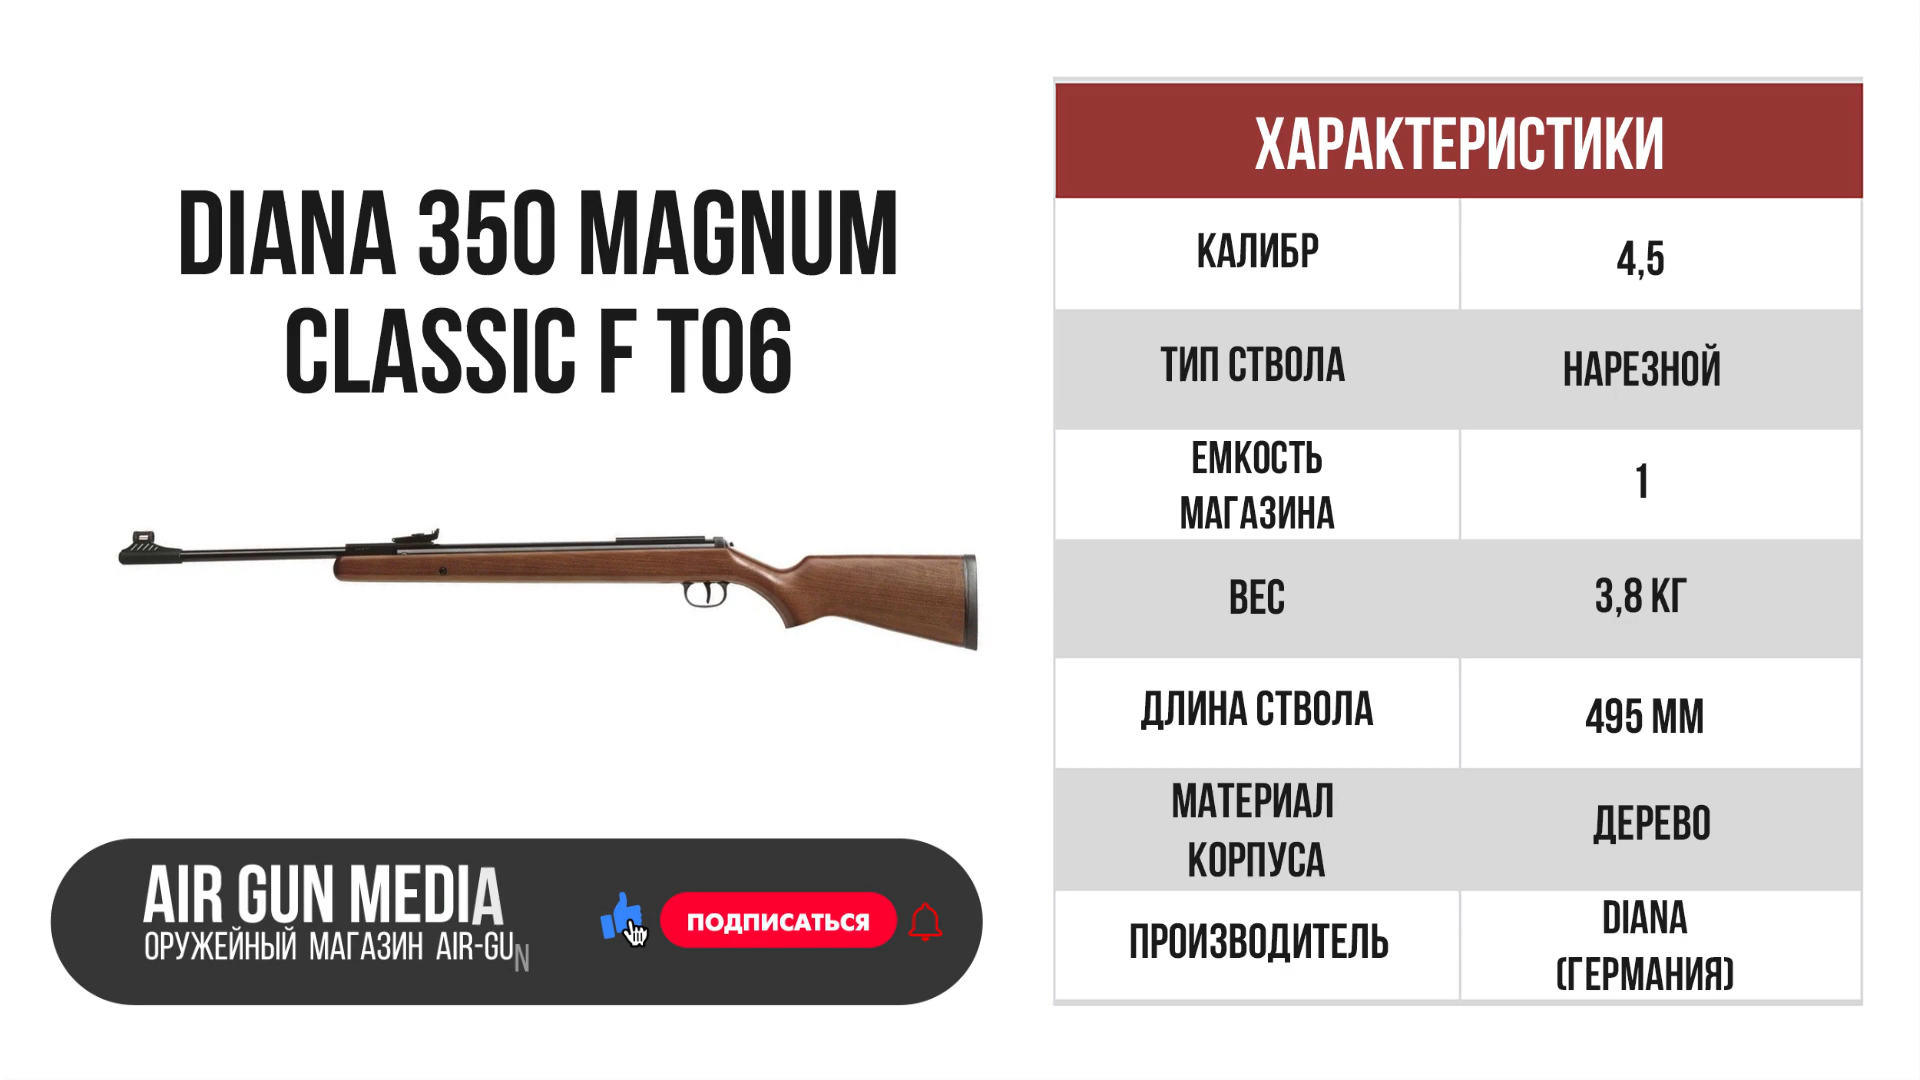 DIANA 350 MAGNUM
CLASSIC F T06
ХАРАКТЕРИСТИКИ
КАЛИБР 4,5
ТИП СТВОЛА НАРЕЗНОЙ
ЕМКОСТЬ
МАГАЗИНА
1
ВЕС 3,8 КГ
ДЛИНА СТВОЛА 495 ММ
МАТЕРИАЛ
КОРПУСА
ДЕРЕВО
ПРОИЗВОДИТЕЛЬ
DIANA
(ГЕРМАНИЯ)
AIR GUN MEDIA
ОРУЖЕЙНЫЙ МАГАЗИН AIR-GUN
ПОДПИСАТЬСЯ